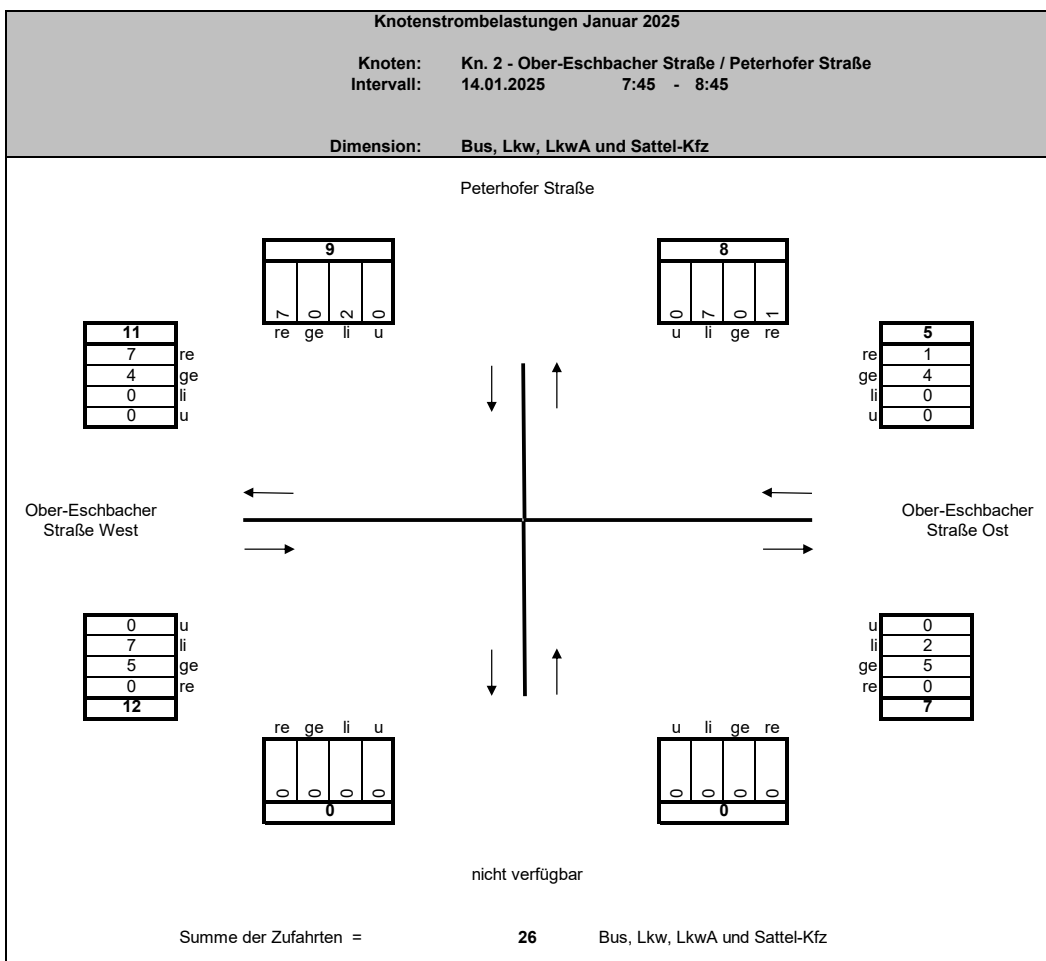 Knotenstrombelastungen Januar 2025
Knoten: Kn. 2 - Ober-Eschbacher Straße / Peterhofer Straße
Intervall: 14.01.2025 7:45 - 8:45
Dimension: Bus, Lkw, LkwA und Sattel-Kfz
Peterhofer Straße
9
7 0 2 0
re ge li u
8
0 7 0 1
u li ge re
11
7 re
4 ge
0 li
0 u
5
re 1
ge 4
li 0
u 0
Ober-Eschbacher
Straße West
Ober-Eschbacher
Straße Ost
0 u
7 li
5 ge
0 re
12
u 0
li 2
ge 5
re 0
7
re ge li u
0 0 0 0
0
u li ge re
0 0 0 0
0
nicht verfügbar
Summe der Zufahrten = 26 Bus, Lkw, LkwA und Sattel-Kfz